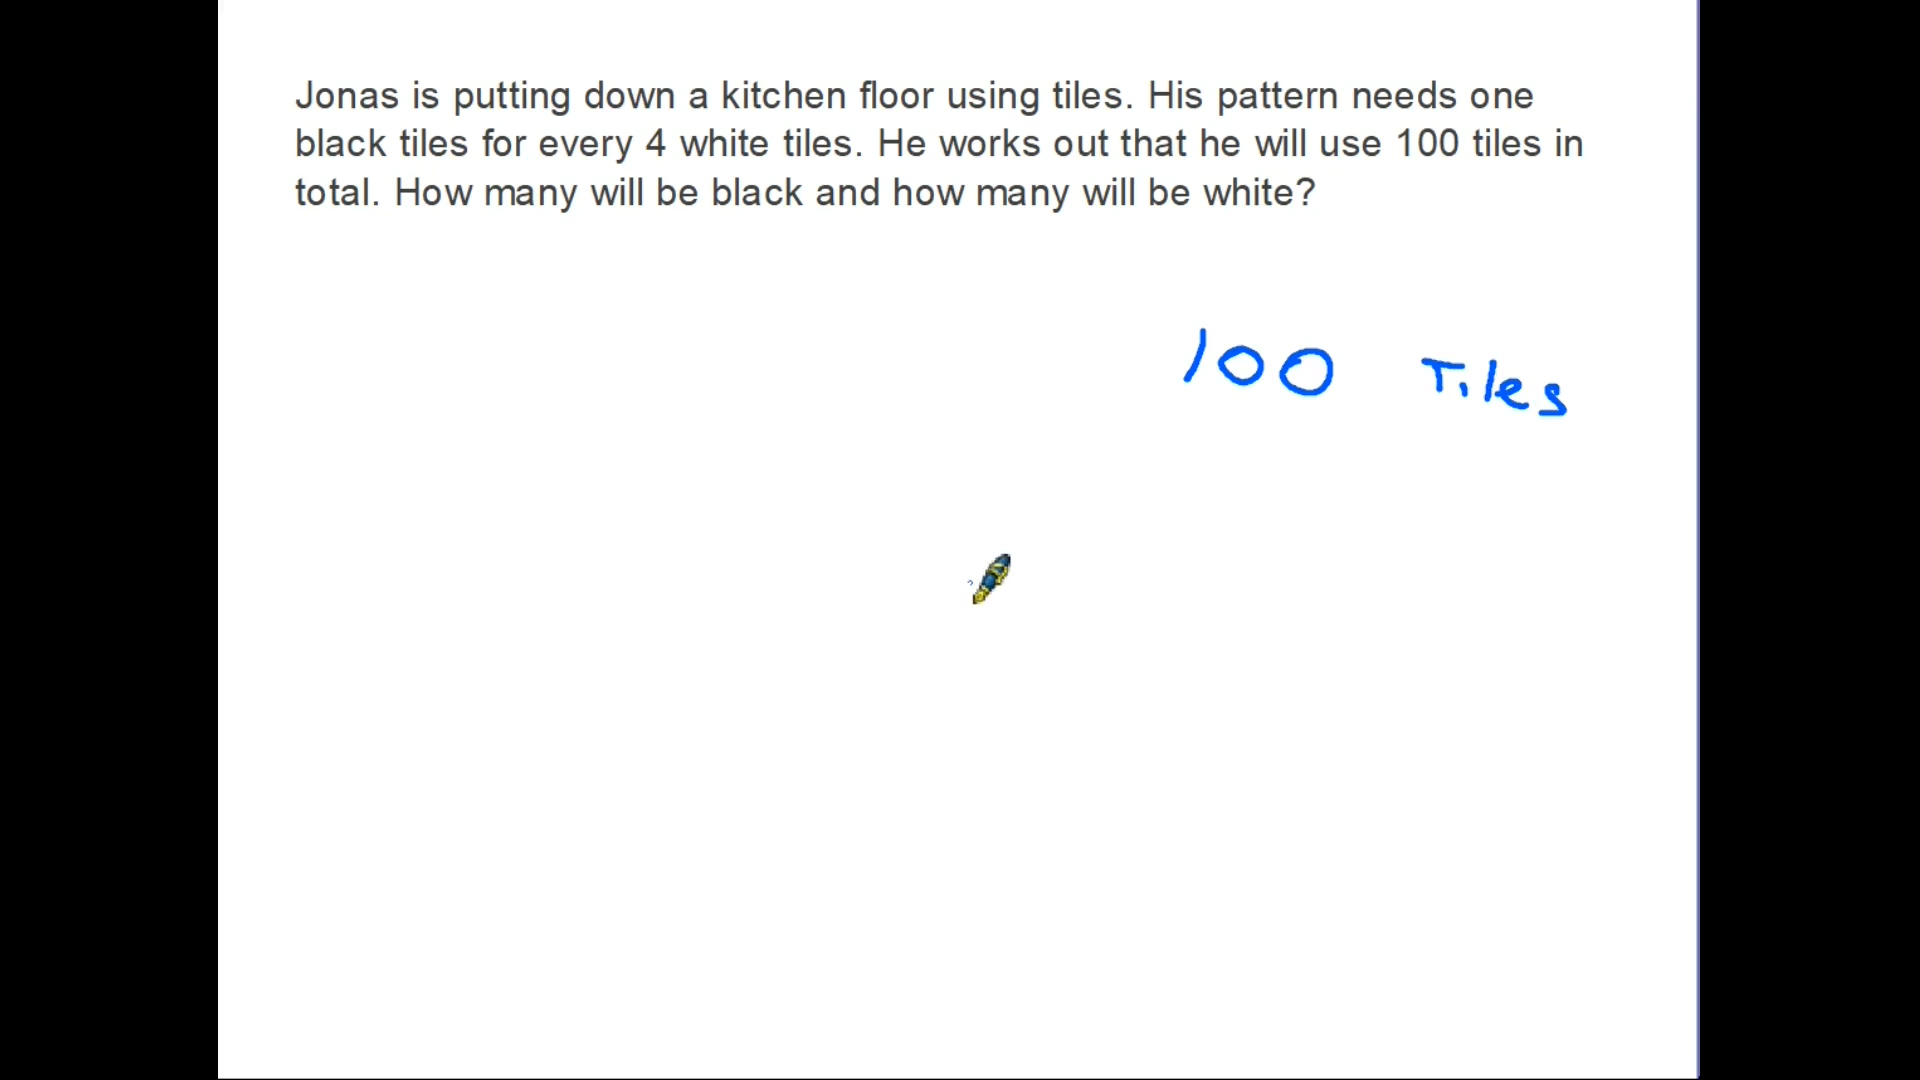 Jonas is putting down a kitchen floor using tiles. His pattern needs one
black tiles for every 4 white tiles. He works out that he will use 100 tiles in
total. How many will be black and how many will be white?
100 Tiles